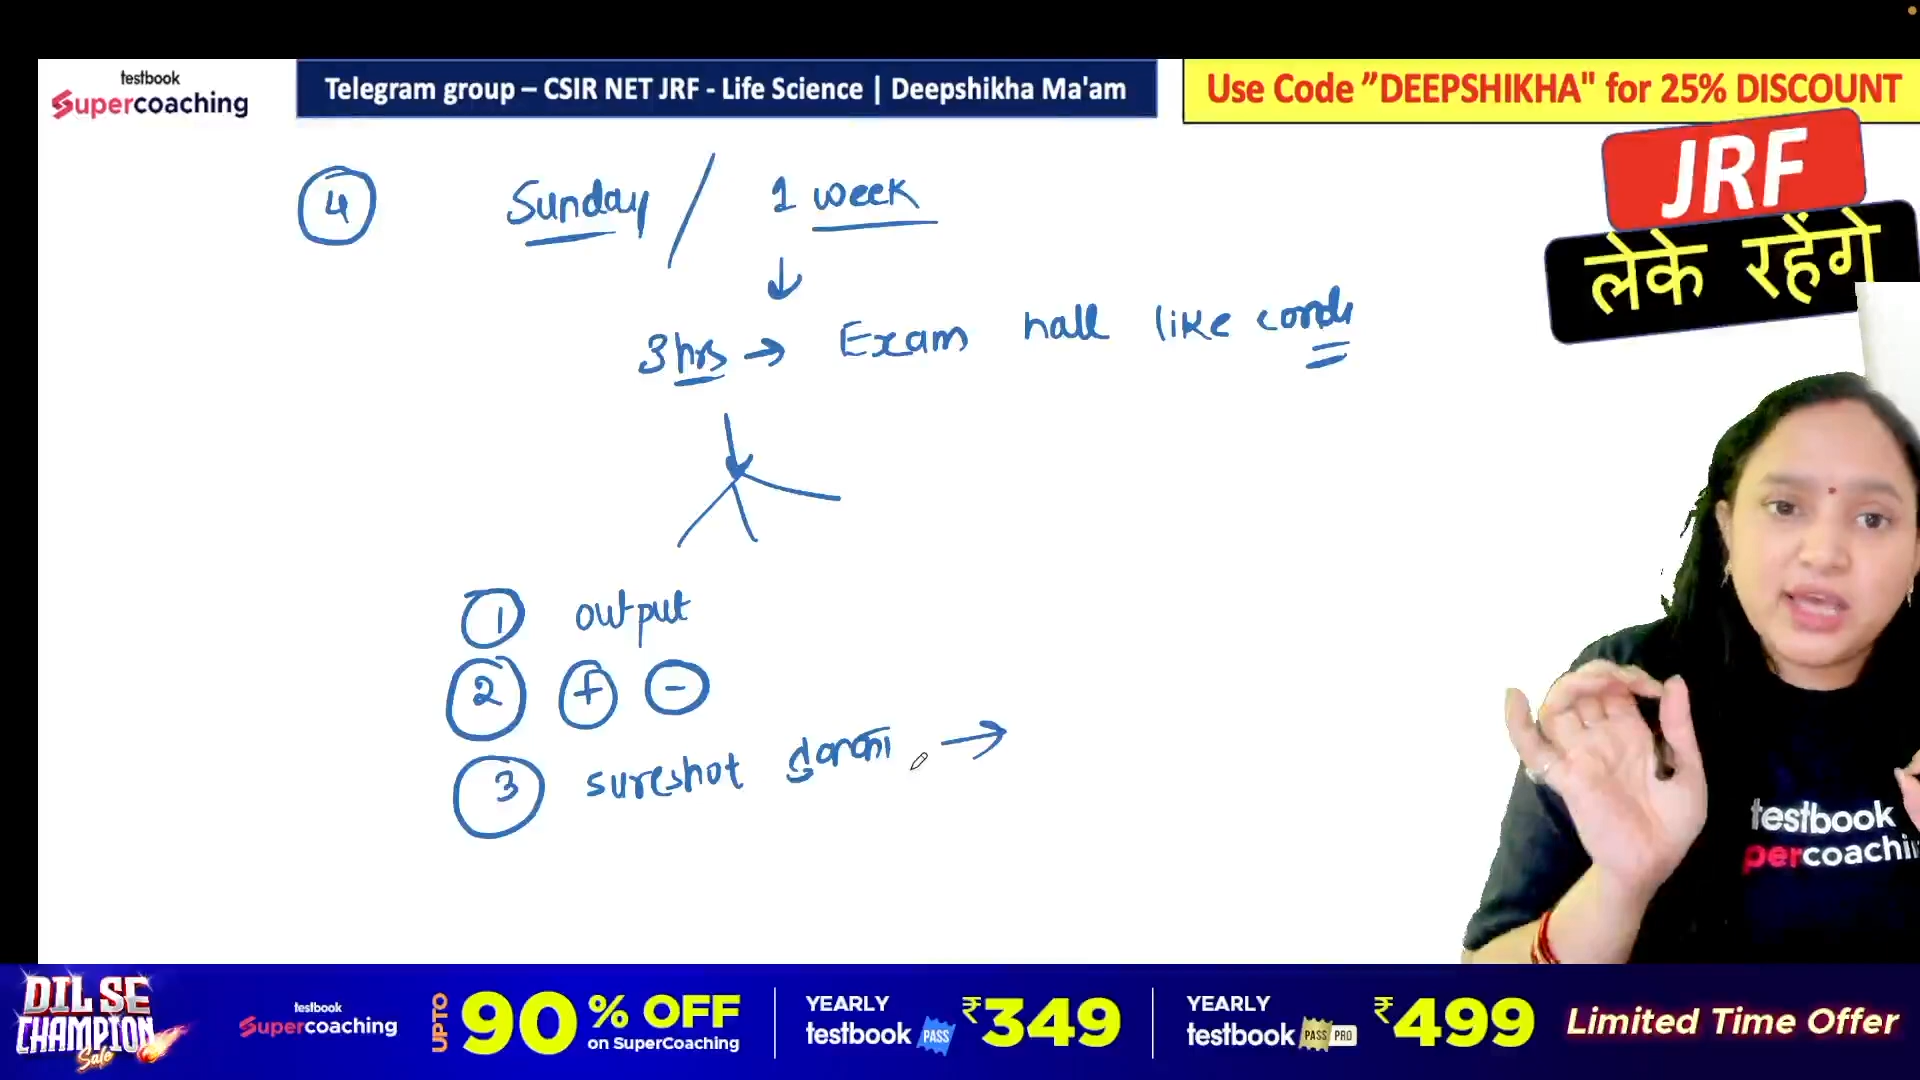 testbook
Supercoaching
Telegram group – CSIR NET JRF - Life Science | Deepshikha Ma'am
Use Code ”DEEPSHIKHA" for 25% DISCOUNT
JRF
लेके रहेंगे
4 Sunday / 1 week
3 hrs → Exam hall like
1 output
2 + -
3 sureshot →
testbook
percoachi
DIL SE CHAMPION Sale
testbook
Supercoaching
UPTO 90% OFF
on SuperCoaching
YEARLY
testbook PASS ₹349
YEARLY
testbook PASS PRO ₹499
Limited Time Offer